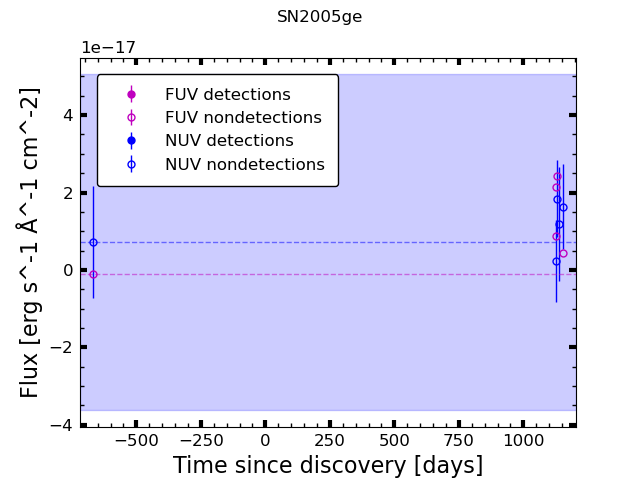 SN2005ge
1e−17
FUV detections
FUV nondetections
NUV detections
NUV nondetections
4
2
0
−2
−4
Flux [erg s^-1 Å^-1 cm^-2]
−500 −250 0 250 500 750 1000
Time since discovery [days]